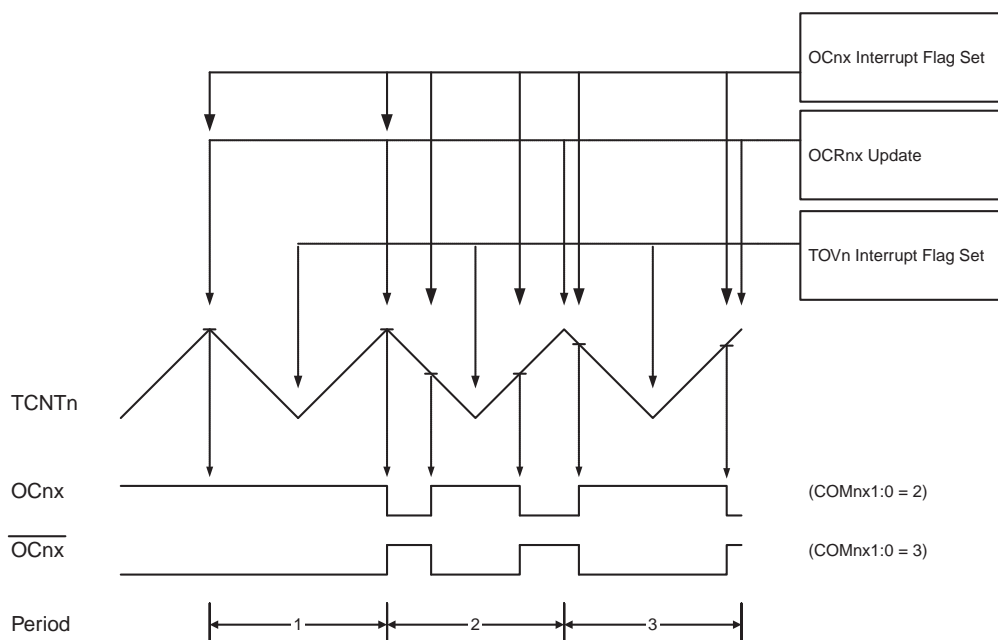 OCnx Interrupt Flag Set
OCRnx Update
TOVn Interrupt Flag Set
TCNTn
OCnx
(COMnx1:0 = 2)
OCnx
(COMnx1:0 = 3)
Period
1
2
3